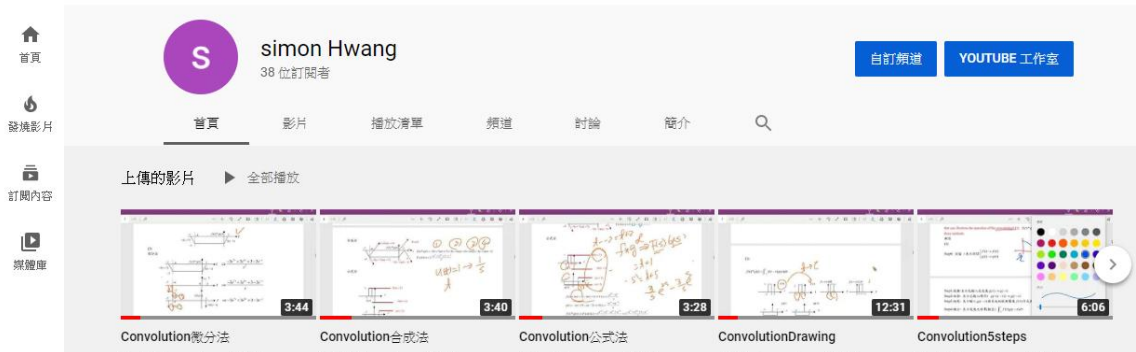 首頁
發燒影片
訂閱內容
媒體庫
S
simon Hwang
38 位訂閱者
自訂頻道
YOUTUBE 工作室
首頁 影片 播放清單 頻道 討論 簡介
上傳的影片 全部播放
3:44 3:40 3:28 12:31 6:06
Convolution微分法 Convolution合成法 Convolution公式法 ConvolutionDrawing Convolution5steps